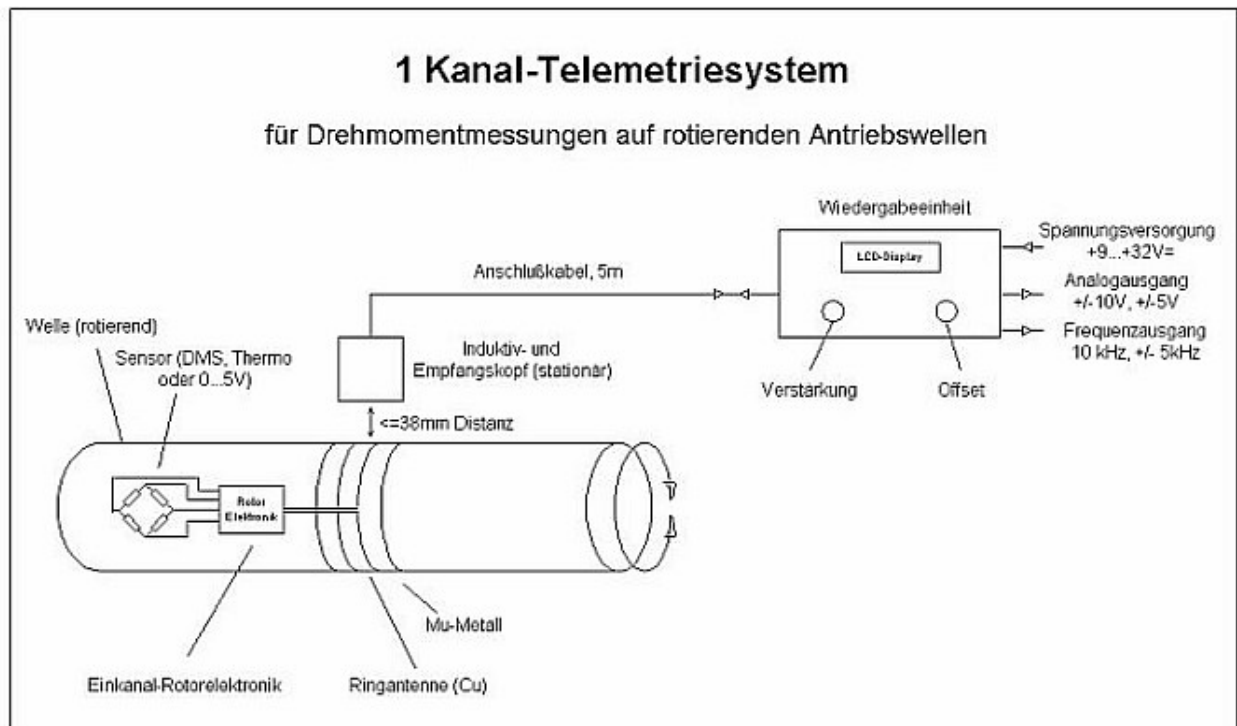 1 Kanal-Telemetriesystem
für Drehmomentmessungen auf rotierenden Antriebswellen
Wiedergabeeinheit
LCD-Display
Verstärkung
Offset
Spannungsversorgung
+9...+32V=
Analogausgang
+/-10V, +/-5V
Frequenzausgang
10 kHz, +/- 5kHz
Anschlußkabel, 5m
Induktiv- und
Empfangskopf (stationär)
<=38mm Distanz
Welle (rotierend)
Sensor (DMS, Thermo
oder 0...5V)
Rotor
Elektronik
Mu-Metall
Einkanal-Rotorelektronik
Ringantenne (Cu)